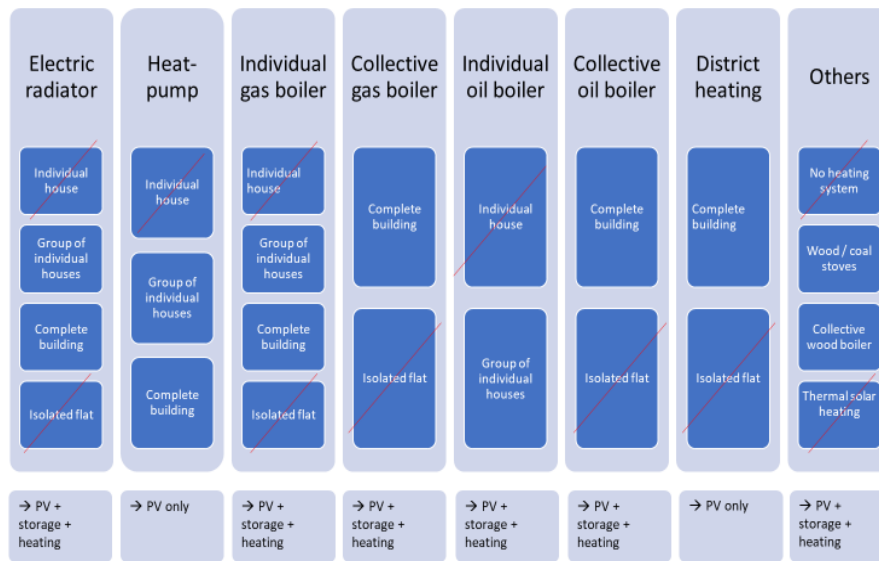 Electric
radiator
Individual
house
Group of
individual
houses
Complete
building
Isolated flat
→ PV +
storage +
heating
Heat-
pump
Individual
house
Group of
individual
houses
Complete
building
→ PV only
Individual
gas boiler
Individual
house
Group of
individual
houses
Complete
building
Isolated flat
→ PV +
storage +
heating
Collective
gas boiler
Complete
building
Isolated flat
→ PV +
storage +
heating
Individual
oil boiler
Individual
house
Group of
individual
houses
→ PV +
storage +
heating
Collective
oil boiler
Complete
building
Isolated flat
→ PV +
storage +
heating
District
heating
Complete
building
Isolated flat
→ PV only
Others
No heating
system
Wood / coal
stoves
Collective
wood boiler
Thermal solar
heating
→ PV +
storage +
heating